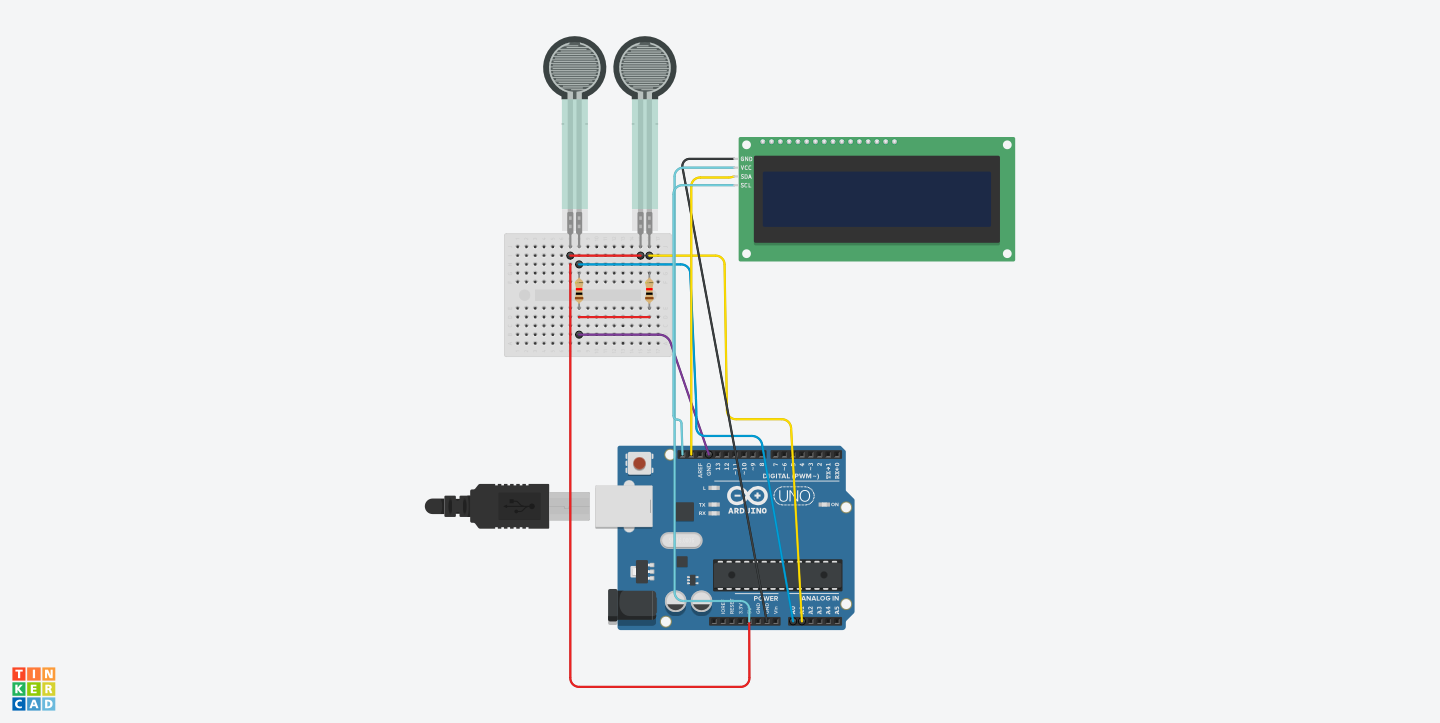 GND
VCC
SDA
SCL
AREF
GND
13
12
~11
~10
~9
8
7
~6
~5
4
~3
2
TX→1
RX←0
DIGITAL (PWM~)
L
TX
RX
ARDUINO
UNO
ON
POWER
ANALOG IN
IOREF
RESET
3.3V
GND
GND
Vin
A0
A2
A3
A4
A5
TIN
KER
CAD